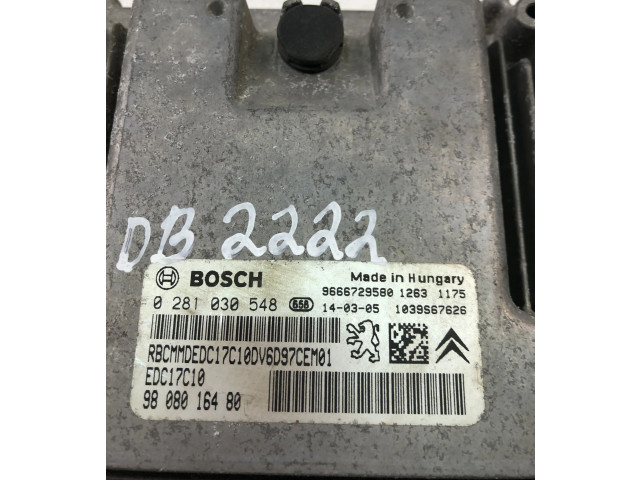 DB 2222
BOSCH
Made in Hungary
9666729580 1263 1175
0 281 030 548 658 14-03-05 1039S67626
RBCMMDEDC17C10DV6D97CEM01
EDC17C10
98 080 164 80